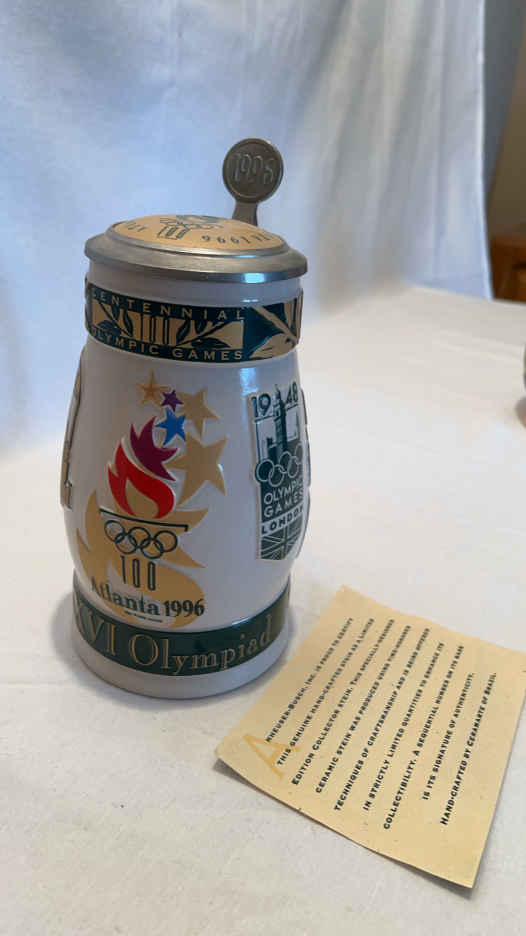 1996
1996
CENTENNIAL
OLYMPIC GAMES
1948
OLYMPIC
GAMES
LONDON
100
Atlanta 1996
XVI Olympiad
ANHEUSER-BUSCH, INC. IS PROUD TO CERTIFY
THIS GENUINE HAND-CRAFTED STEIN AS A LIMITED
EDITION COLLECTOR STEIN. THIS SPECIALLY-DESIGNED
CERAMIC STEIN WAS PRODUCED USING TIME-HONORED
TECHNIQUES OF CRAFTSMANSHIP AND IS BEING OFFERED
IN STRICTLY LIMITED QUANTITIES TO ENHANCE ITS
COLLECTIBILITY. A SEQUENTIAL NUMBER ON ITS BASE
IS ITS SIGNATURE OF AUTHENTICITY.
HAND-CRAFTED BY CERAMARTE OF BRAZIL